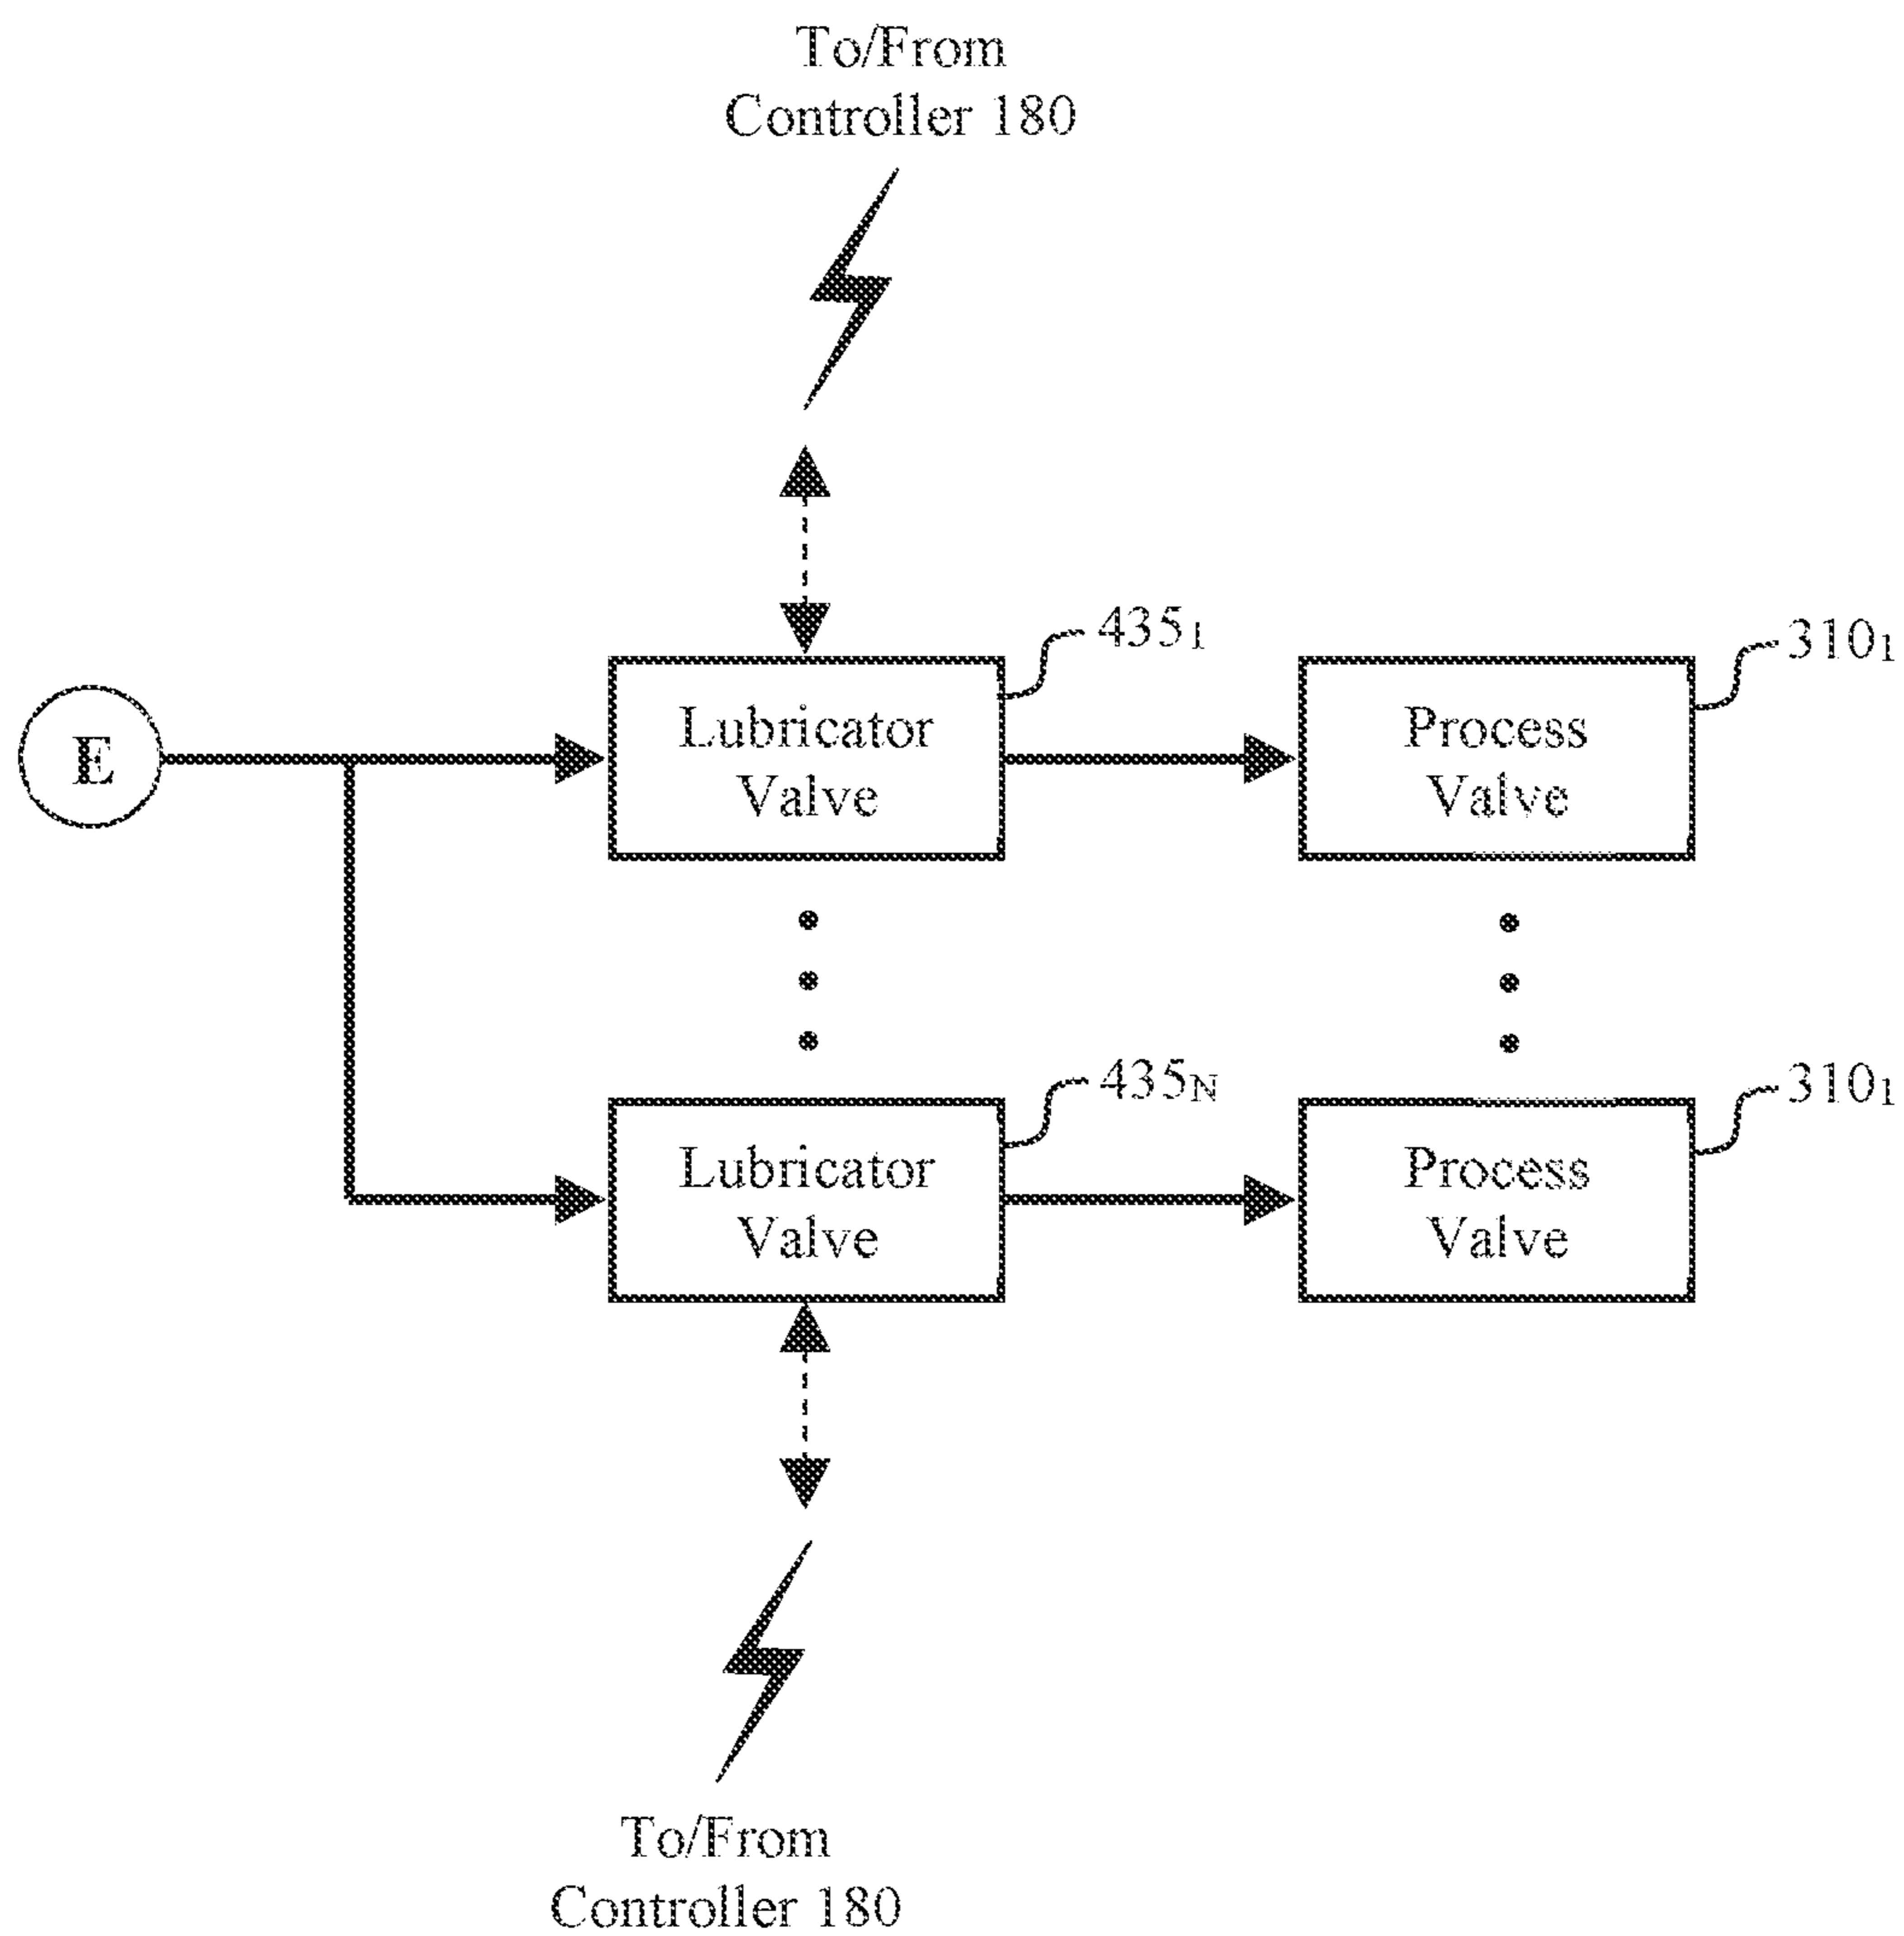 To/From
Controller 180
435₁
310₁
E
Lubricator
Valve
Process
Valve
435N
310₁
Lubricator
Valve
Process
Valve
To/From
Controller 180